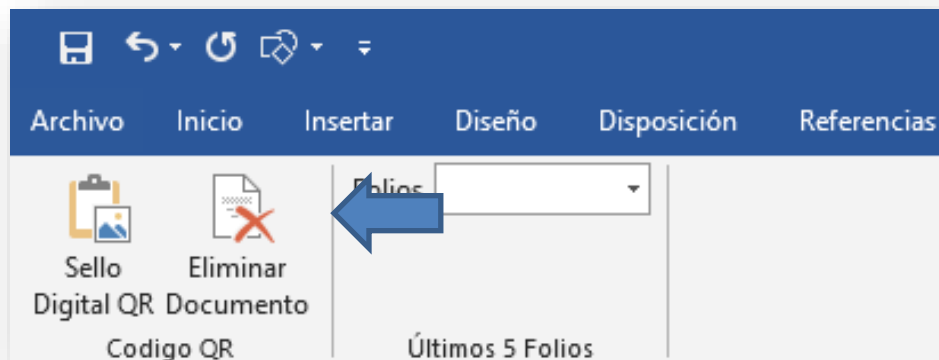 Archivo Inicio Insertar Diseño Disposición Referencias
Folios
Sello Digital QR
Eliminar Documento
Codigo QR
Últimos 5 Folios